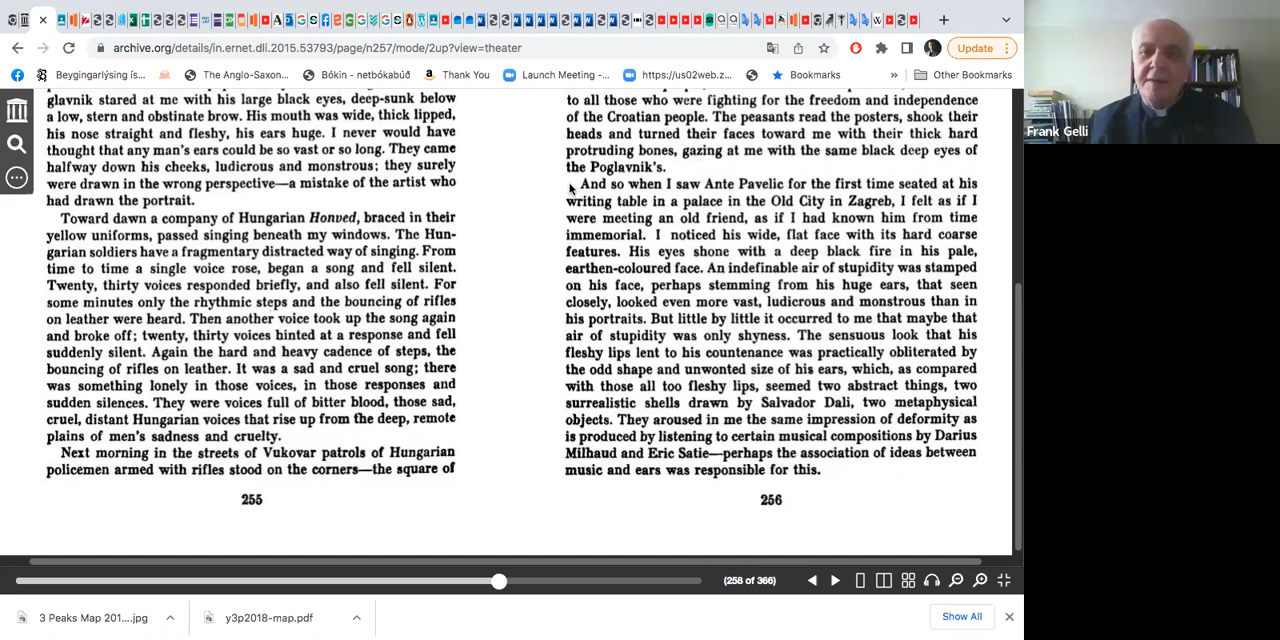 archive.org/details/in.ernet.dli.2015.53793/page/n257/mode/2up?view=theater
Update
Beygingarlýsing ís...
The Anglo-Saxon...
Bókin - netbókabúð
Thank You
Launch Meeting -...
https://us02web.z...
Bookmarks
»
Other Bookmarks
glavnik stared at me with his large black eyes, deep-sunk below
a low, stern and obstinate brow. His mouth was wide, thick lipped,
his nose straight and fleshy, his ears huge. I never would have
thought that any man's ears could be so vast or so long. They came
halfway down his cheeks, ludicrous and monstrous; they surely
were drawn in the wrong perspective—a mistake of the artist who
had drawn the portrait.
Toward dawn a company of Hungarian Honved, braced in their
yellow uniforms, passed singing beneath my windows. The Hun-
garian soldiers have a fragmentary distracted way of singing. From
time to time a single voice rose, began a song and fell silent.
Twenty, thirty voices responded briefly, and also fell silent. For
some minutes only the rhythmic steps and the bouncing of rifles
on leather were heard. Then another voice took up the song again
and broke off; twenty, thirty voices hinted at a response and fell
suddenly silent. Again the hard and heavy cadence of steps, the
bouncing of rifles on leather. It was a sad and cruel song; there
was something lonely in those voices, in those responses and
sudden silences. They were voices full of bitter blood, those sad,
cruel, distant Hungarian voices that rise up from the deep, remote
plains of men's sadness and cruelty.
Next morning in the streets of Vukovar patrols of Hungarian
policemen armed with rifles stood on the corners—the square of
255
to all those who were fighting for the freedom and independence
of the Croatian people. The peasants read the posters, shook their
heads and turned their faces toward me with their thick hard
protruding bones, gazing at me with the same black deep eyes of
the Poglavnik's.
And so when I saw Ante Pavelic for the first time seated at his
writing table in a palace in the Old City in Zagreb, I felt as if I
were meeting an old friend, as if I had known him from time
immemorial. I noticed his wide, flat face with its hard coarse
features. His eyes shone with a deep black fire in his pale,
earthen-coloured face. An indefinable air of stupidity was stamped
on his face, perhaps stemming from his huge ears, that seen
closely, looked even more vast, ludicrous and monstrous than in
his portraits. But little by little it occurred to me that maybe that
air of stupidity was only shyness. The sensuous look that his
fleshy lips lent to his countenance was practically obliterated by
the odd shape and unwonted size of his ears, which, as compared
with those all too fleshy lips, seemed two abstract things, two
surrealistic shells drawn by Salvador Dali, two metaphysical
objects. They aroused in me the same impression of deformity as
is produced by listening to certain musical compositions by Darius
Milhaud and Eric Satie—perhaps the association of ideas between
music and ears was responsible for this.
256
(258 of 366)
3 Peaks Map 201....jpg
y3p2018-map.pdf
Show All
Frank Gelli